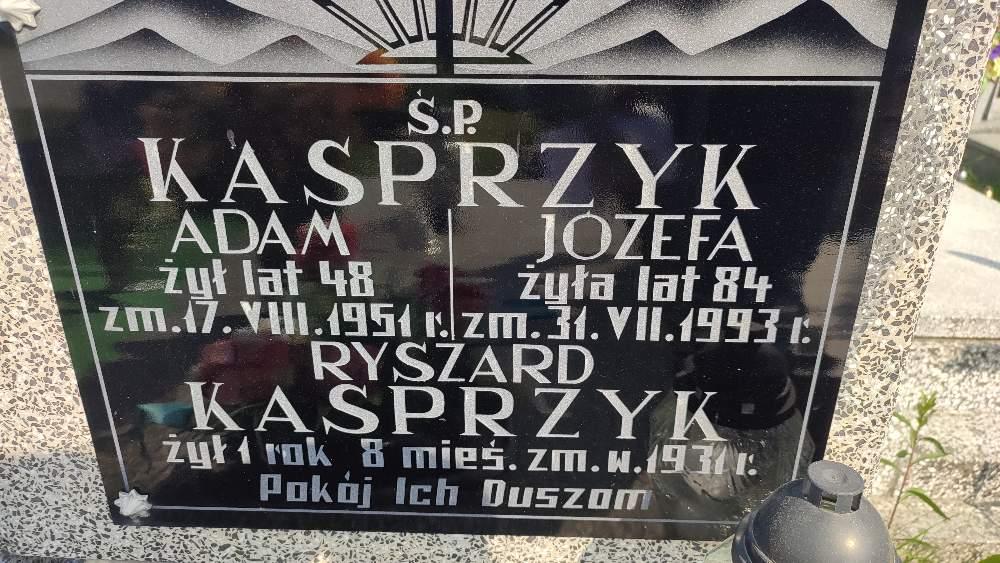 Ś.P.
KASPRZYK
ADAM JÓZEFA
żył lat 48 żyła lat 84
zm. 17. VIII. 1951 r. zm. 31. VII. 1993 r.
RYSZARD
KASPRZYK
żył 1 rok 8 mieś. zm. w. 1931 r.
Pokój Ich Duszom